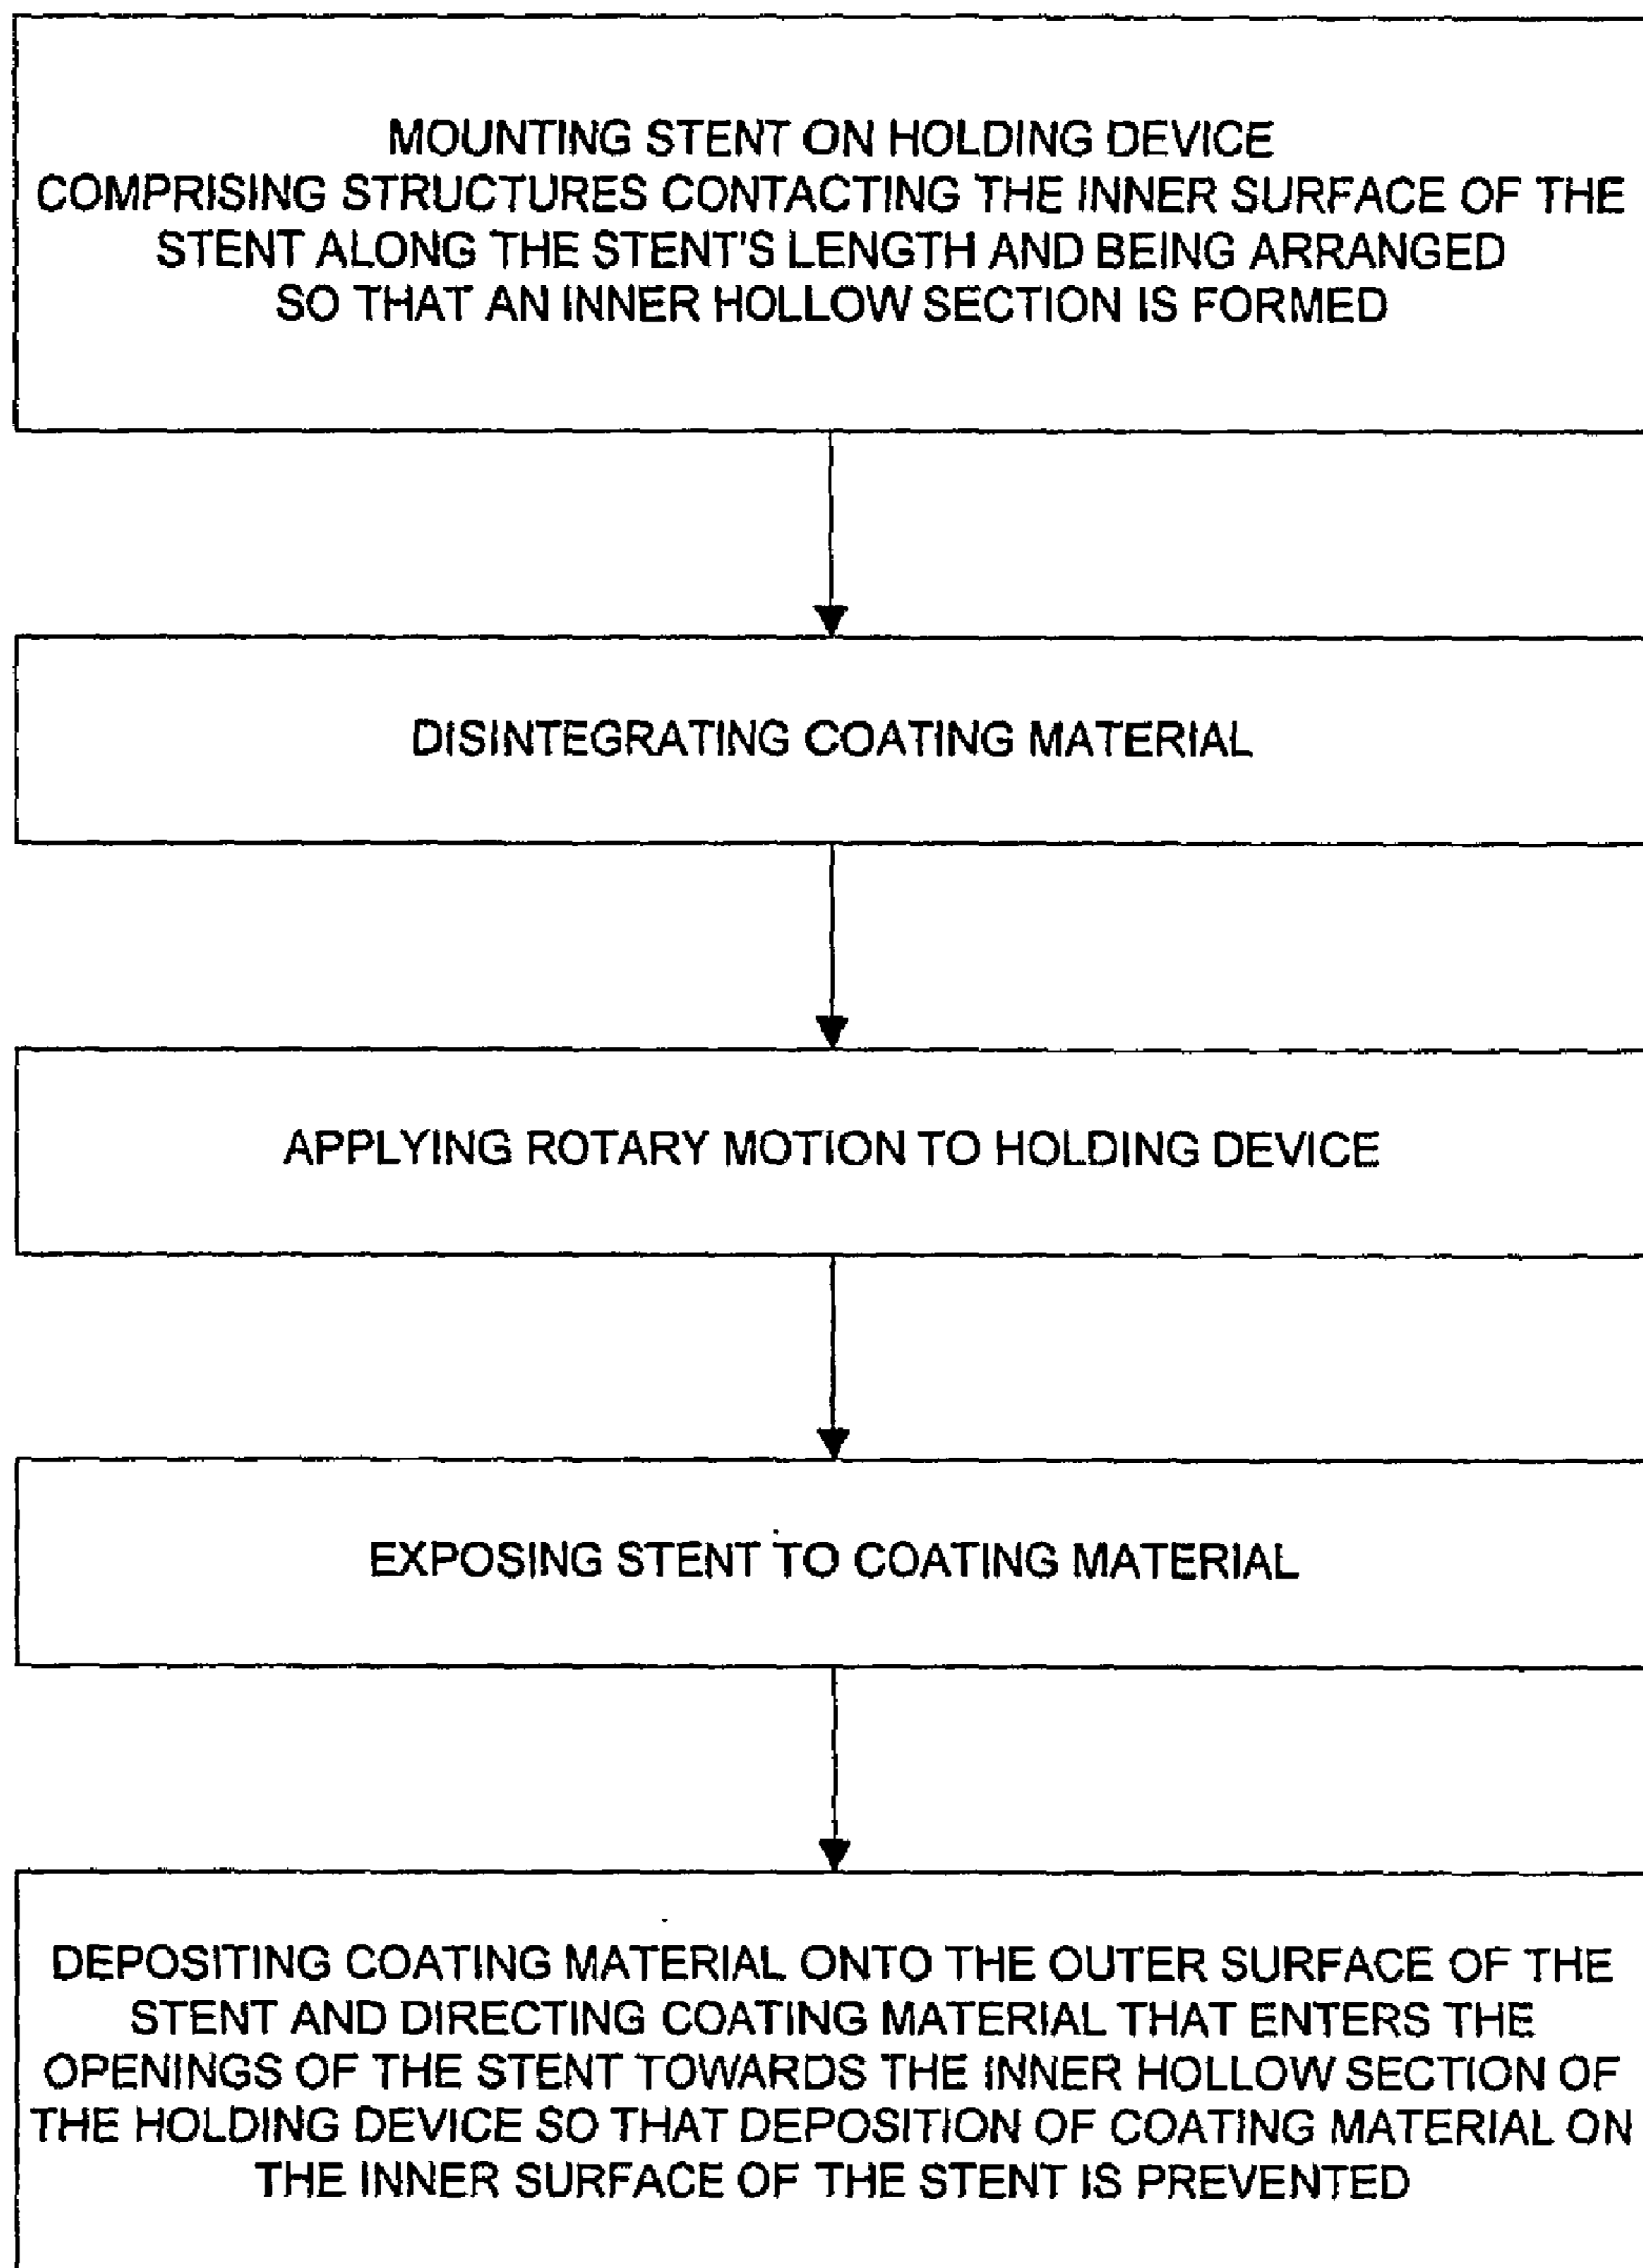 MOUNTING STENT ON HOLDING DEVICE
COMPRISING STRUCTURES CONTACTING THE INNER SURFACE OF THE
STENT ALONG THE STENT'S LENGTH AND BEING ARRANGED
SO THAT AN INNER HOLLOW SECTION IS FORMED
DISINTEGRATING COATING MATERIAL
APPLYING ROTARY MOTION TO HOLDING DEVICE
EXPOSING STENT TO COATING MATERIAL
DEPOSITING COATING MATERIAL ONTO THE OUTER SURFACE OF THE
STENT AND DIRECTING COATING MATERIAL THAT ENTERS THE
OPENINGS OF THE STENT TOWARDS THE INNER HOLLOW SECTION OF
THE HOLDING DEVICE SO THAT DEPOSITION OF COATING MATERIAL ON
THE INNER SURFACE OF THE STENT IS PREVENTED